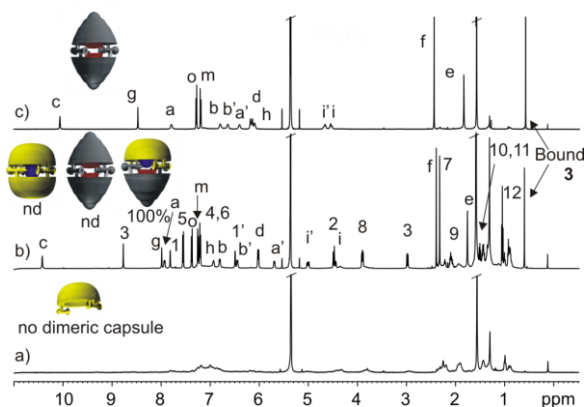 c)
c
g
a
o
m
b b' a' d h
i' i
f
e
Bound
3
nd
nd
100%
b)
c
3
g
a
1
5
o
m
4,6
h
b
1'
b'
d
a'
i'
2
i
8
3
f
7
9
e
10,11
12
no dimeric capsule
a)
10 9 8 7 6 5 4 3 2 1 ppm